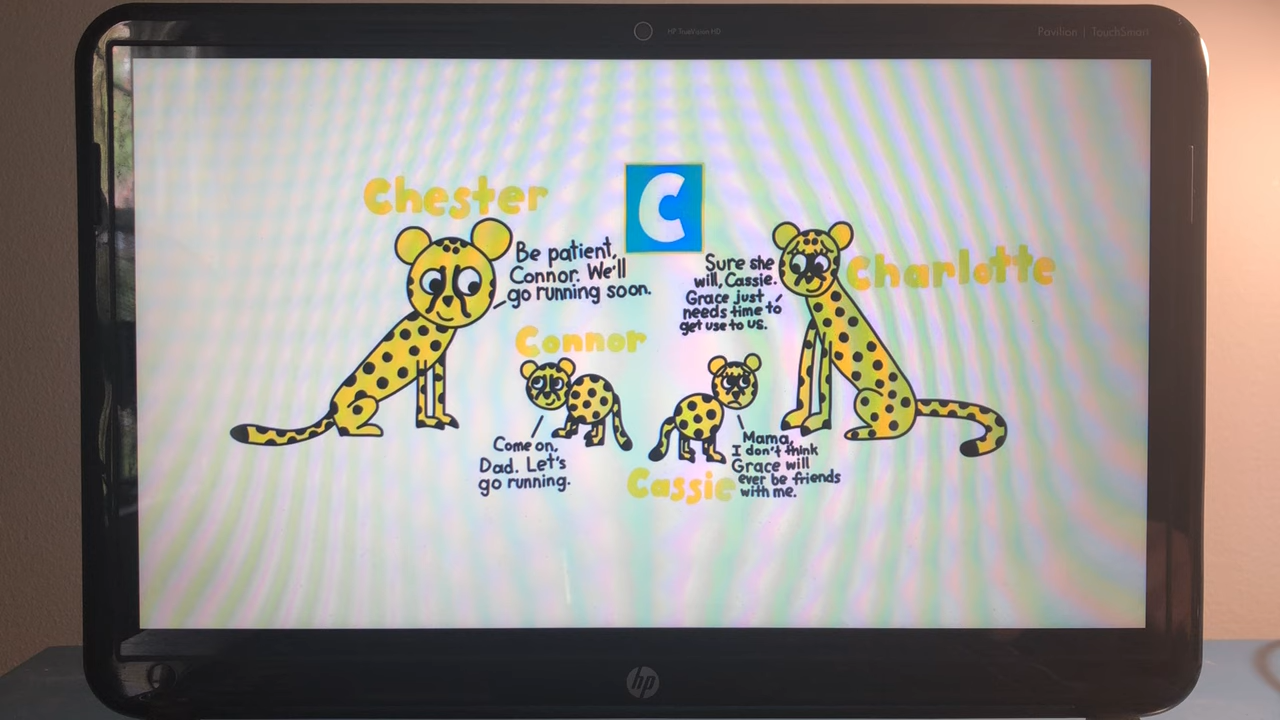 HP TrueVision HD
Pavilion | TouchSmart
C
Chester
Be patient,
Connor. We'll
go running soon.
Sure she
will, Cassie.
Grace just
needs time to
get use to us.
Charlotte
Connor
Come on,
Dad. Let's
go running.
Mama,
I don't think
Grace will
ever be friends
with me.
Cassie
hp